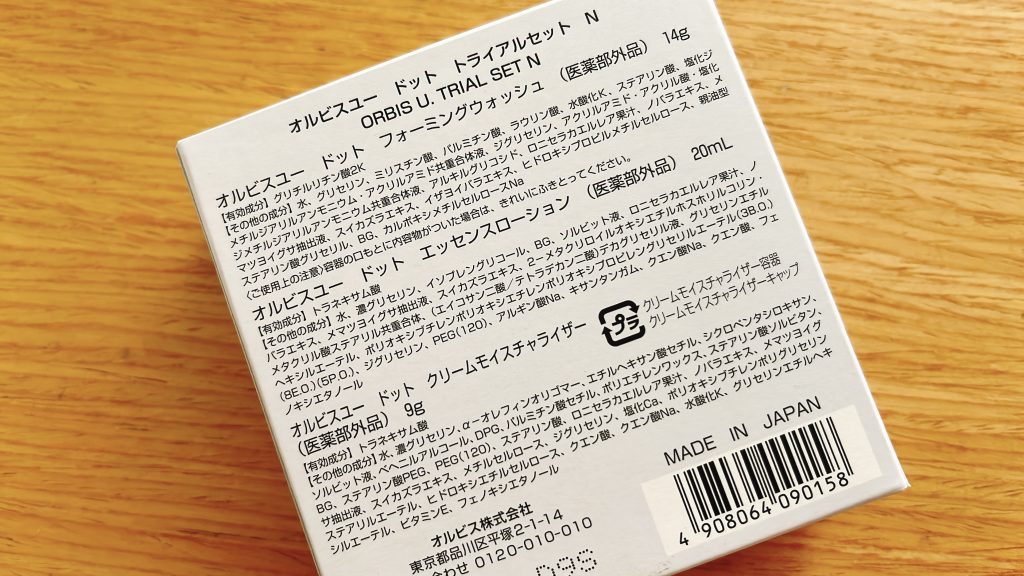 オルビスユー　ドット　トライアルセット　N
ORBIS U. TRIAL SET N
オルビスユー　ドット　フォーミングウォッシュ　（医薬部外品）　14g
【有効成分】グリチルリチン酸2K
【その他の成分】水、グリセリン、ミリスチン酸、パルミチン酸、ラウリン酸、水酸化K、ステアリン酸、塩化ジ
メチルジアリルアンモニウム・アクリルアミド共重合体液、ジグリセリン、アクリルアミド・アクリル酸・塩化
ジメチルジアリルアンモニウム共重合体液、アルキルグリコシド、ロニセラカエルレア果汁、ノバラエキス、メ
マツヨイグサ抽出液、スイカズラエキス、イザヨイバラエキス、ヒドロキシプロピルメチルセルロース、親油型
ステアリン酸グリセリル、BG、カルボキシメチルセルロースNa
（ご使用上の注意）容器の口もとに内容物がついた場合は、きれいにふきとってください。
オルビスユー　ドット　エッセンスローション　（医薬部外品）　20mL
【有効成分】トラネキサム酸
【その他の成分】水、濃グリセリン、イソプレングリコール、BG、ソルビット液、ロニセラカエルレア果汁、ノ
バラエキス、メマツヨイグサ抽出液、スイカズラエキス、2－メタクリロイルオキシエチルホスホリルコリン・
メタクリル酸ステアリル共重合体、（エイコサン二酸／テトラデカン二酸）デカグリセリル液、グリセリンエチル
ヘキシルエーテル、ポリオキシブチレンポリオキシエチレンポリオキシプロピレングリセリルエーテル(3B.O.)
(8E.O.)(5P.O.)、ジグリセリン、PEG(120)、アルギン酸Na、キサンタンガム、クエン酸Na、クエン酸、フェ
ノキシエタノール
オルビスユー　ドット　クリームモイスチャライザー
（医薬部外品）　9g
プラ
クリームモイスチャライザー容器
クリームモイスチャライザーキャップ
【有効成分】トラネキサム酸
【その他の成分】水、濃グリセリン、α－オレフィンオリゴマー、エチルヘキサン酸セチル、シクロペンタシロキサン、
ソルビット液、ベヘニルアルコール、DPG、パルミチン酸セチル、ポリエチレンワックス、ステアリン酸ソルビタン、
BG、ステアリン酸PEG、PEG(120)、ステアリン酸、ロニセラカエルレア果汁、ノバラエキス、メマツヨイグ
サ抽出液、スイカズラエキス、メチルセルロース、ジグリセリン、塩化Ca、ポリオキシブチレンポリグリセリン
ステアリルエーテル、ヒドロキシエチルセルロース、クエン酸、クエン酸Na、水酸化K、グリセリンエチルヘキ
シルエーテル、ビタミンE、フェノキシエタノール
オルビス株式会社
東京都品川区平塚2-1-14
合わせ 0120-010-010
MADE IN JAPAN
4 908064 090158